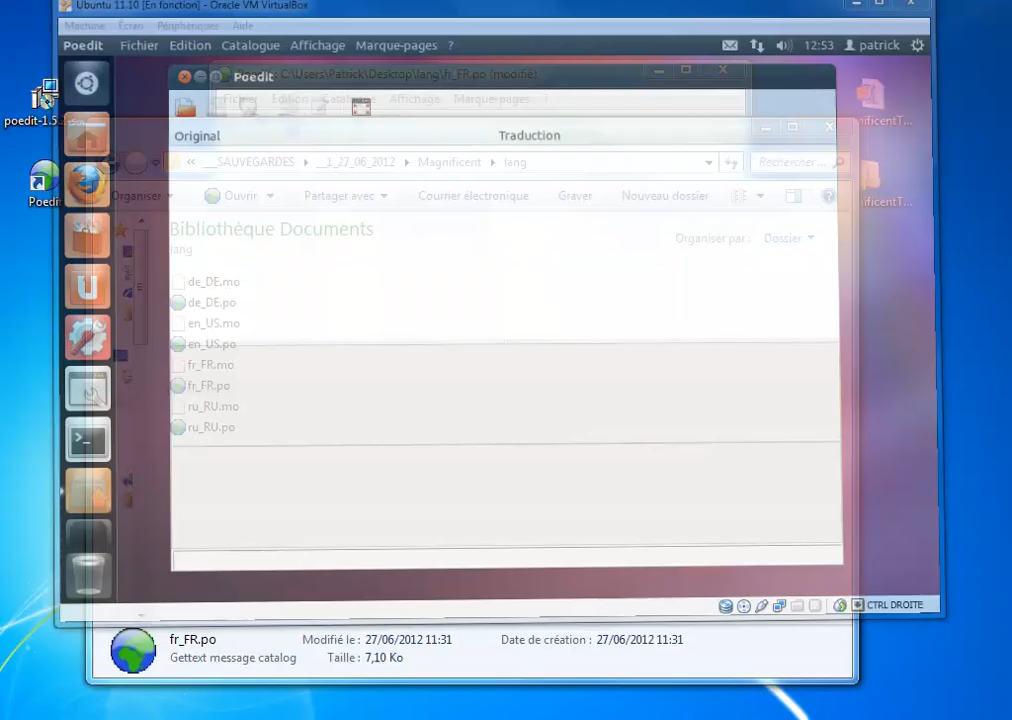 Ubuntu 11.10 [En fonction] - Oracle VM VirtualBox
Machine Écran Périphériques Aide
Poedit Fichier Edition Catalogue Affichage Marque-pages ?
12:53 patrick
Poedit
C:\Users\Patrick\Desktop\lang\fr_FR.po (modifié)
Fichier Edition Catalogue Affichage Marque-pages ?
poedit-1.5.
Original Traduction
« __SAUVEGARDES __1_27_06_2012 Magnificent lang
Rechercher...
Organiser Ouvrir Partager avec Courrier électronique Graver Nouveau dossier
Poedit
nificentT...
nificentT...
Bibliothèque Documents
lang
Organiser par : Dossier
de_DE.mo
de_DE.po
en_US.mo
en_US.po
fr_FR.mo
fr_FR.po
ru_RU.mo
ru_RU.po
CTRL DROITE
fr_FR.po Modifié le : 27/06/2012 11:31 Date de création : 27/06/2012 11:31
Gettext message catalog Taille : 7,10 Ko